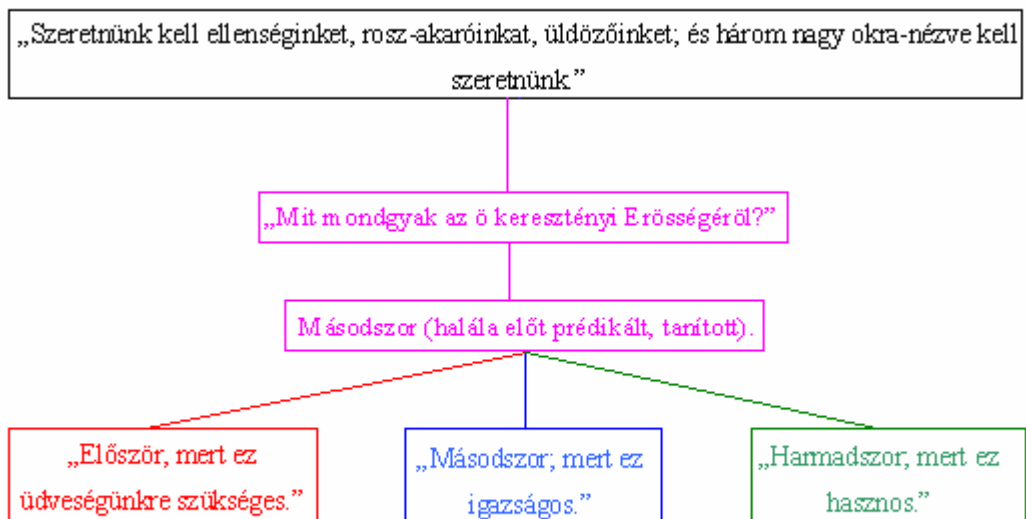 „Szeretnünk kell ellenséginket, rosz-akaróinkat, üldözőinket; és három nagy okra-nézve kell
szeretnünk.”
„Mit mondgyak az ö keresztényi Erösségéröl?”
Másodszor (halála előt prédikált, tanított).
„Először, mert ez
üdveségünkre szükséges.”
„Másodszor; mert ez
igazságos.”
„Harmadszor, mert ez
hasznos.”